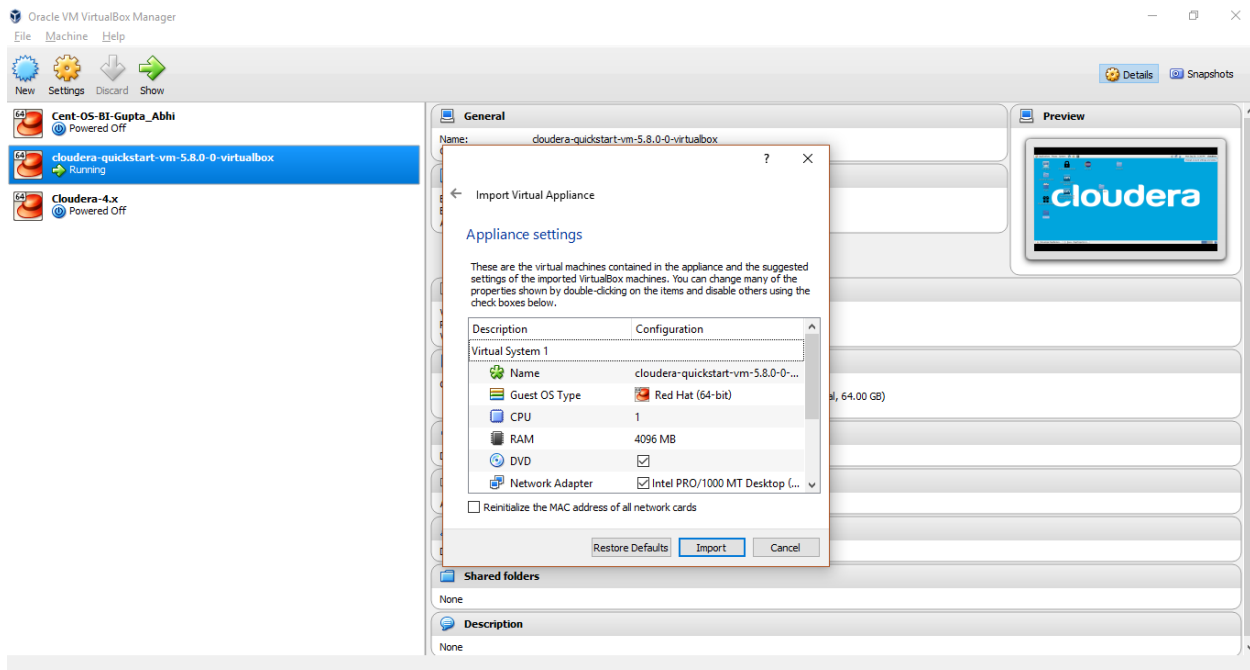 Oracle VM VirtualBox Manager
File Machine Help
New Settings Discard Show
Details Snapshots
64 Cent-OS-BI-Gupta_Abhi
Powered Off
64 cloudera-quickstart-vm-5.8.0-0-virtualbox
Running
64 Cloudera-4.x
Powered Off
General
Name: cloudera-quickstart-vm-5.8.0-0-virtualbox
Preview
cloudera
? 
Import Virtual Appliance
Appliance settings
These are the virtual machines contained in the appliance and the suggested
settings of the imported VirtualBox machines. You can change many of the
properties shown by double-clicking on the items and disable others using the
check boxes below.
Description Configuration
Virtual System 1
Name cloudera-quickstart-vm-5.8.0-0-...
Guest OS Type Red Hat (64-bit)
CPU 1
RAM 4096 MB
DVD
Network Adapter Intel PRO/1000 MT Desktop (...
Reinitialize the MAC address of all network cards
Restore Defaults Import Cancel
64.00 GB)
Shared folders
None
Description
None